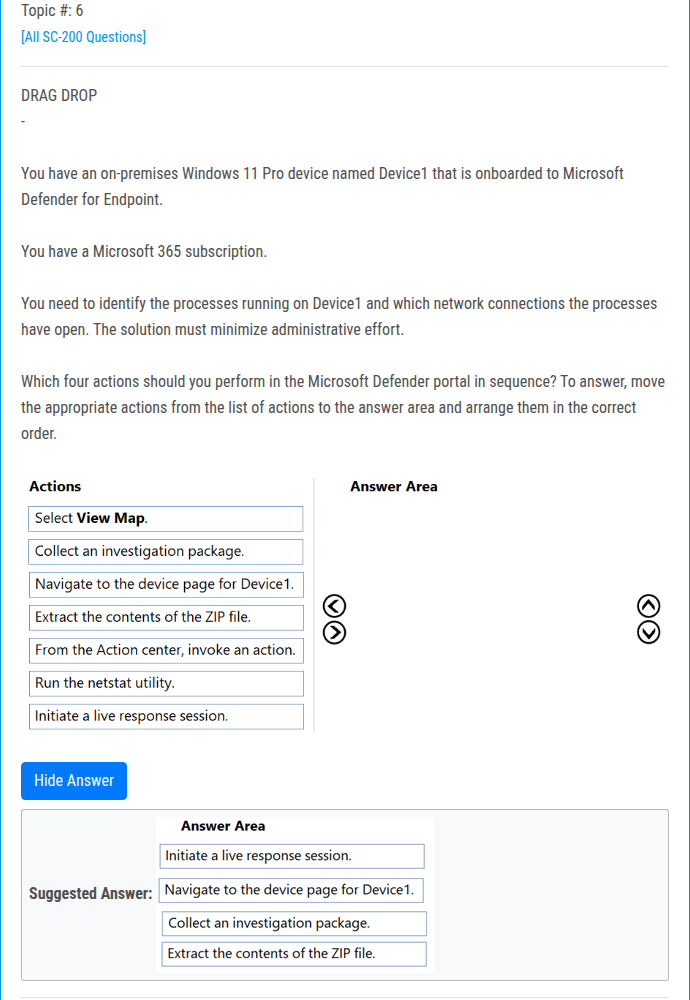 Topic #: 6
[All SC-200 Questions]
DRAG DROP
-
You have an on-premises Windows 11 Pro device named Device1 that is onboarded to Microsoft
Defender for Endpoint.
You have a Microsoft 365 subscription.
You need to identify the processes running on Device1 and which network connections the processes
have open. The solution must minimize administrative effort.
Which four actions should you perform in the Microsoft Defender portal in sequence? To answer, move
the appropriate actions from the list of actions to the answer area and arrange them in the correct
order.
Actions
Select View Map.
Collect an investigation package.
Navigate to the device page for Device1.
Extract the contents of the ZIP file.
From the Action center, invoke an action.
Run the netstat utility.
Initiate a live response session.
Answer Area
Hide Answer
Suggested Answer:
Answer Area
Initiate a live response session.
Navigate to the device page for Device1.
Collect an investigation package.
Extract the contents of the ZIP file.